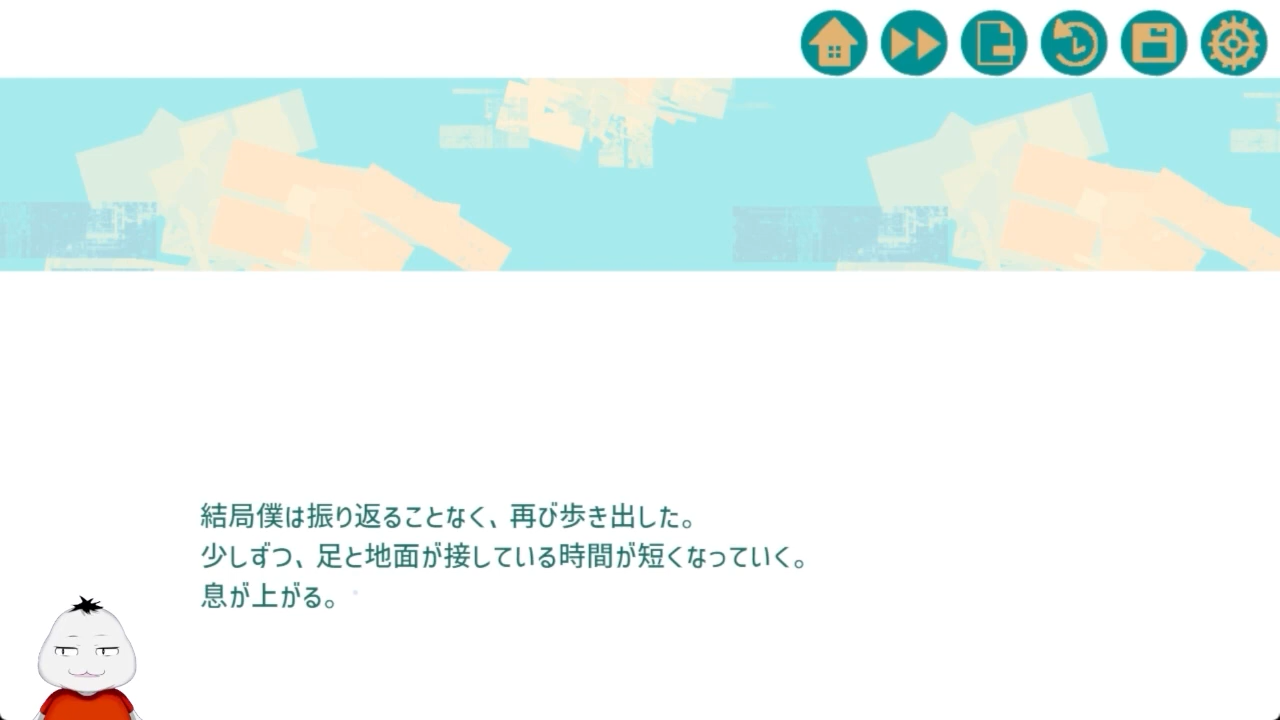 結局僕は振り返ることなく、再び歩き出した。
少しずつ、足と地面が接している時間が短くなっていく。
息が上がる。